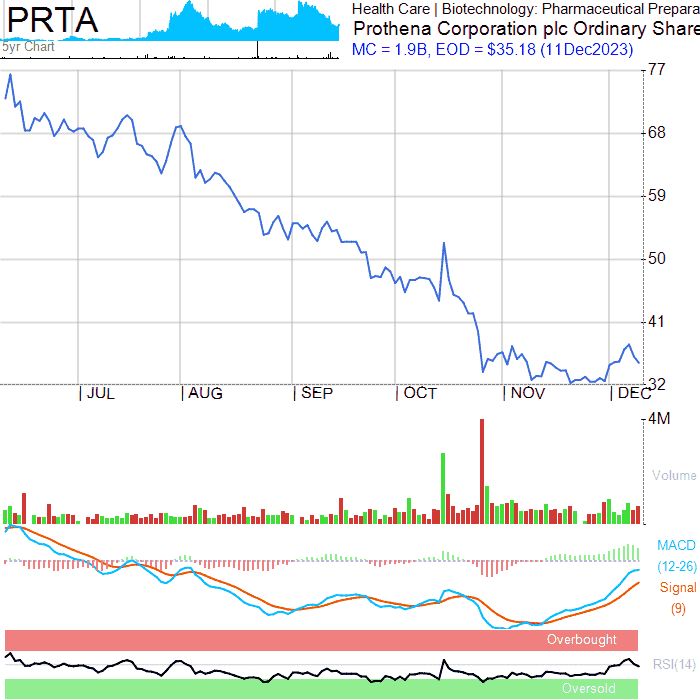 PRTA
5yr Chart
Health Care | Biotechnology: Pharmaceutical Prepara
Prothena Corporation plc Ordinary Share
MC = 1.9B, EOD = $35.18 (11Dec2023)
77
68
59
50
41
32
JUL AUG SEP OCT NOV DEC
4M
Volume
MACD
(12-26)
Signal
(9)
Overbought
RSI(14)
Oversold